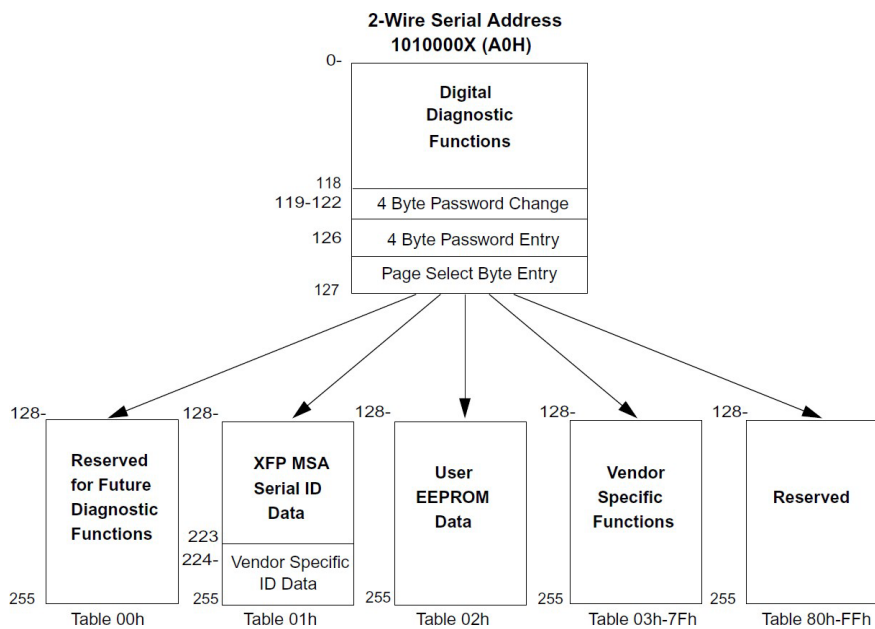 2-Wire Serial Address
1010000X (A0H)
0-
Digital
Diagnostic
Functions
118
119-122
4 Byte Password Change
126
4 Byte Password Entry
Page Select Byte Entry
127
128-
Reserved
for Future
Diagnostic
Functions
255
Table 00h
128-
XFP MSA
Serial ID
Data
223
224-
Vendor Specific
ID Data
255
Table 01h
128-
User
EEPROM
Data
255
Table 02h
128-
Vendor
Specific
Functions
255
Table 03h-7Fh
128-
Reserved
255
Table 80h-FFh